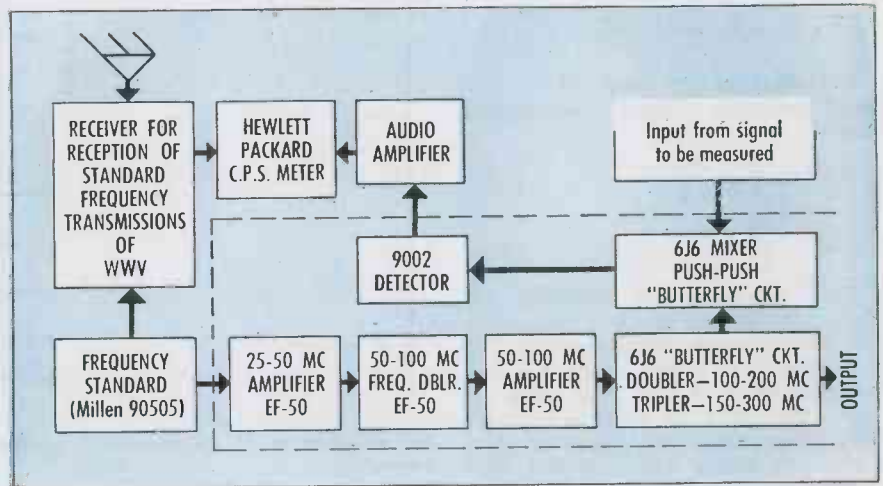 RECEIVER FOR
RECEPTION OF
STANDARD
FREQUENCY
TRANSMISSIONS
OF
WWV
HEWLETT
PACKARD
C.P.S. METER
AUDIO
AMPLIFIER
Input from signal
to be measured
9002
DETECTOR
6J6 MIXER
PUSH-PUSH
"BUTTERFLY" CKT.
FREQUENCY
STANDARD
(Millen 90505)
25-50 MC
AMPLIFIER
EF-50
50-100 MC
FREQ. DBLR.
EF-50
50-100 MC
AMPLIFIER
EF-50
6J6 "BUTTERFLY" CKT.
DOUBLER—100-200 MC
TRIPLER—150-300 MC
OUTPUT